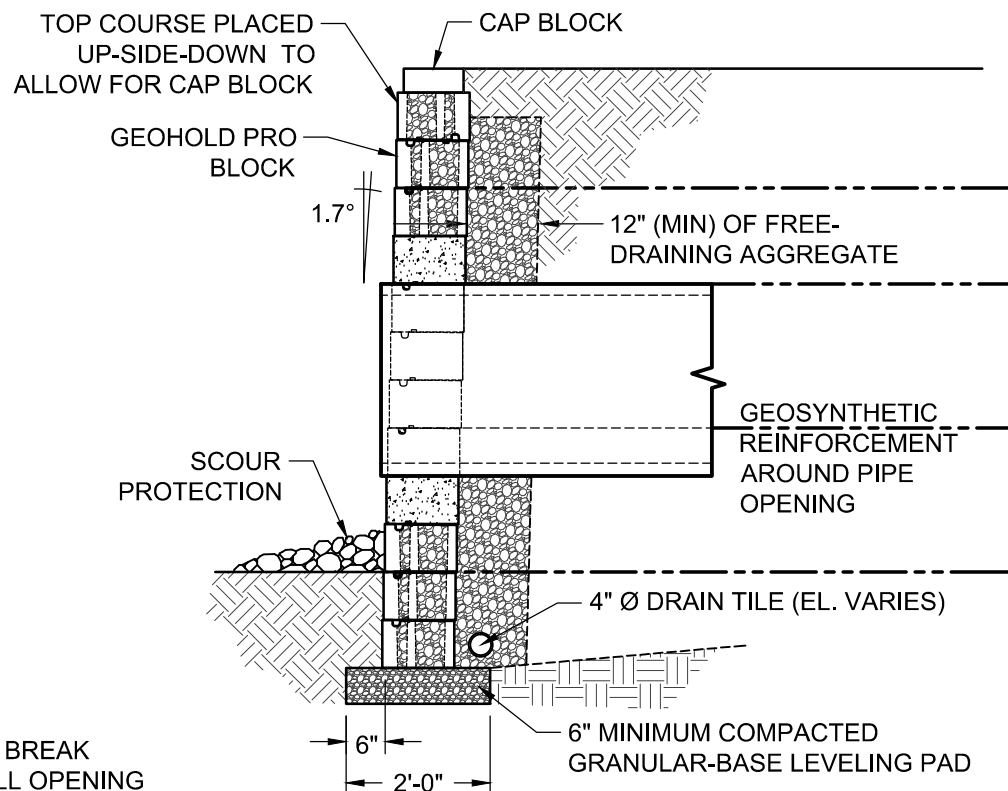 TOP COURSE PLACED
UP-SIDE-DOWN TO
ALLOW FOR CAP BLOCK
CAP BLOCK
GEOHOLD PRO
BLOCK
1.7°
12" (MIN) OF FREE-
DRAINING AGGREGATE
GEOSYNTHETIC
REINFORCEMENT
AROUND PIPE
OPENING
SCOUR
PROTECTION
4" Ø DRAIN TILE (EL. VARIES)
6" MINIMUM COMPACTED
GRANULAR-BASE LEVELING PAD
6"
2'-0"
BREAK
LL OPENING